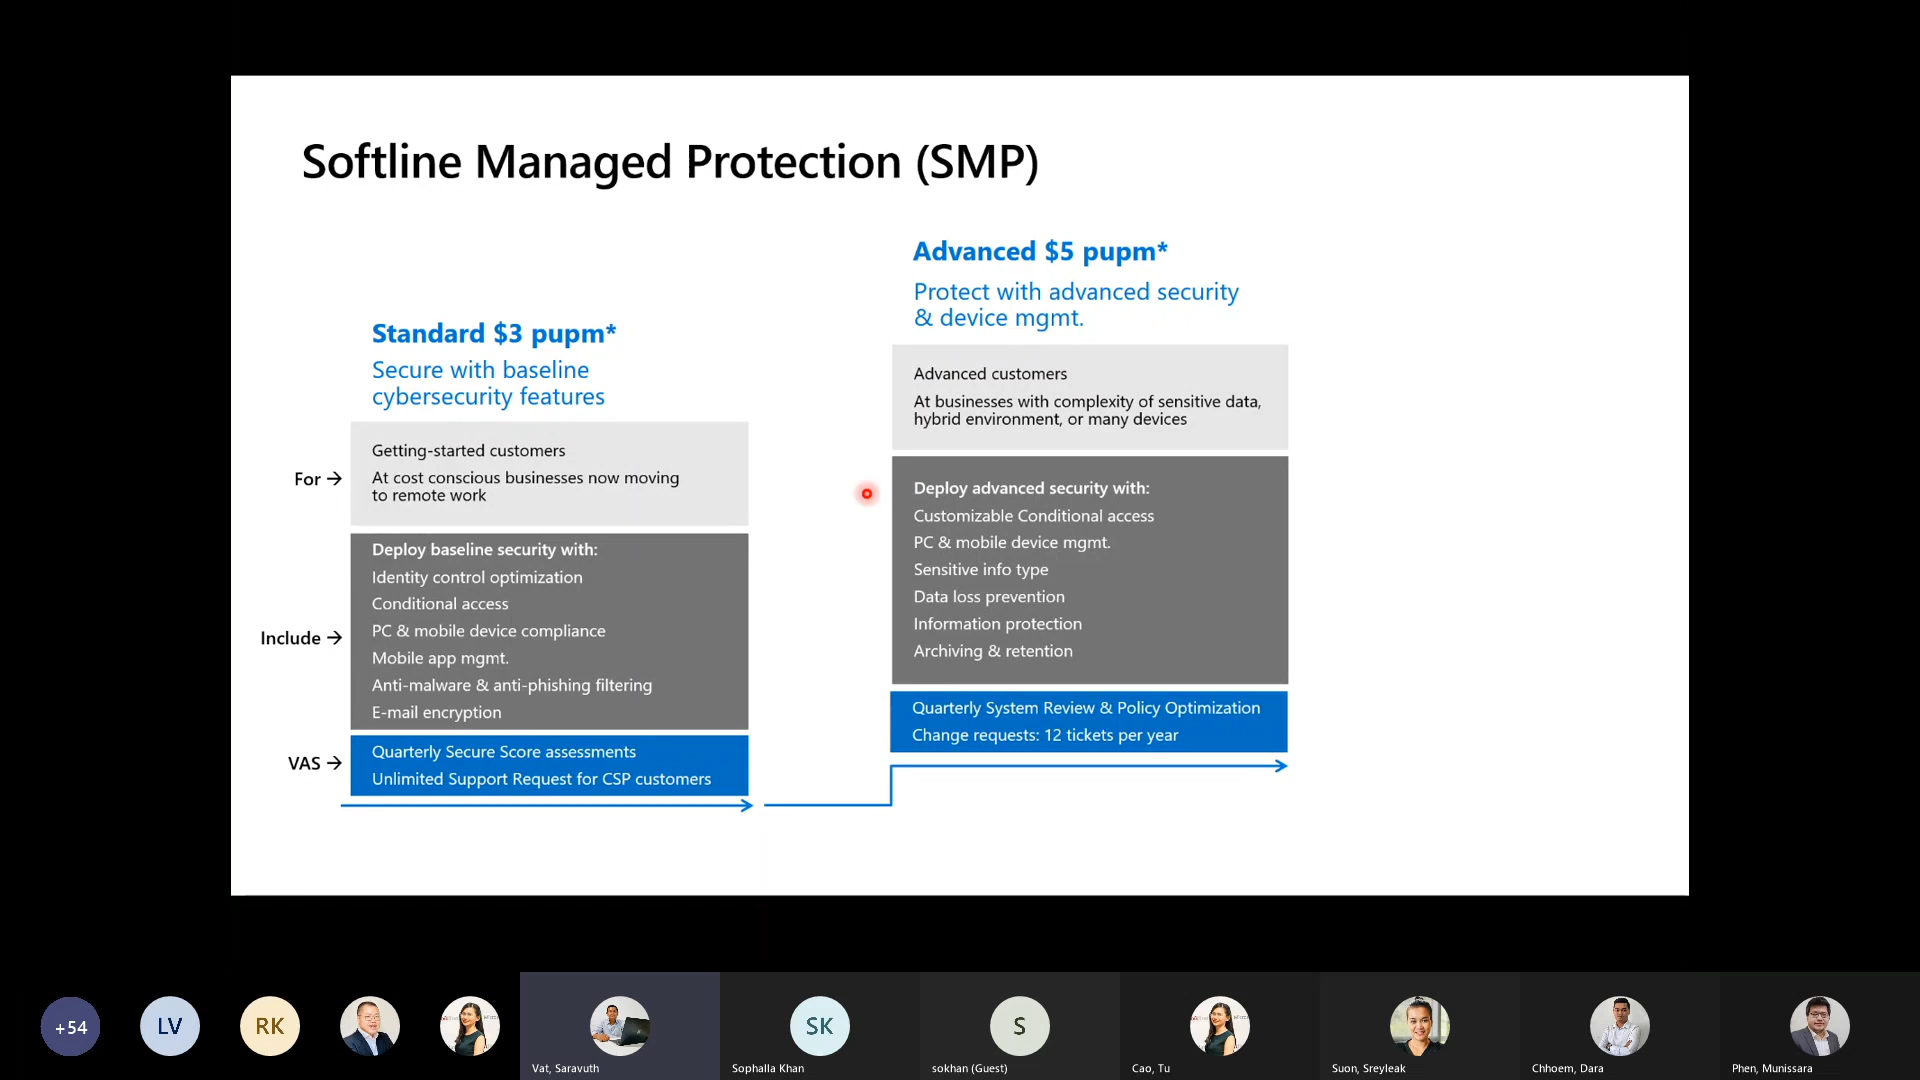 Softline Managed Protection (SMP)
Standard $3 pupm*
Secure with baseline
cybersecurity features
For →
Getting-started customers
At cost conscious businesses now moving
to remote work
Include →
Deploy baseline security with:
Identity control optimization
Conditional access
PC & mobile device compliance
Mobile app mgmt.
Anti-malware & anti-phishing filtering
E-mail encryption
VAS →
Quarterly Secure Score assessments
Unlimited Support Request for CSP customers
Advanced $5 pupm*
Protect with advanced security
& device mgmt.
Advanced customers
At businesses with complexity of sensitive data,
hybrid environment, or many devices
Deploy advanced security with:
Customizable Conditional access
PC & mobile device mgmt.
Sensitive info type
Data loss prevention
Information protection
Archiving & retention
Quarterly System Review & Policy Optimization
Change requests: 12 tickets per year
+54
LV
RK
Vat, Saravuth
SK
Sophalla Khan
S
sokhan (Guest)
Cao, Tu
Suon, Sreyleak
Chhoem, Dara
Phen, Munissara